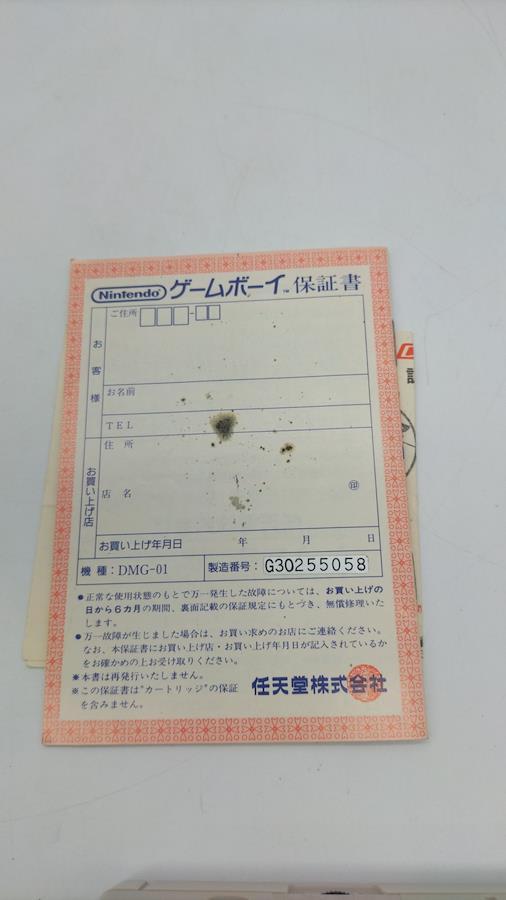 Nintendo ゲームボーイ™ 保証書
お客様
ご住所
お名前
TEL
お買い上げ店
住所
店名
印
お買い上げ年月日 年 月 日
機種：DMG-01 製造番号：G30255058
●正常な使用状態のもとで万一発生した故障については、お買い上げの
日から6カ月の期間、裏面記載の保証規定にもとづき、無償修理いた
します。
●万一故障が生じました場合は、お買い求めのお店にご連絡ください。
なお、本保証書にお買い上げ店・お買い上げ年月日が記入されているか
をお確かめの上お受け取りください。
※本書は再発行いたしません。
※この保証書は“カートリッジ”の保証
を含みません。
任天堂株式会社